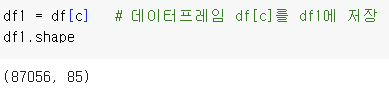 df1 = df[c]   # 데이터프레임 df[c]를 df1에 저장
df1.shape
(87056, 85)